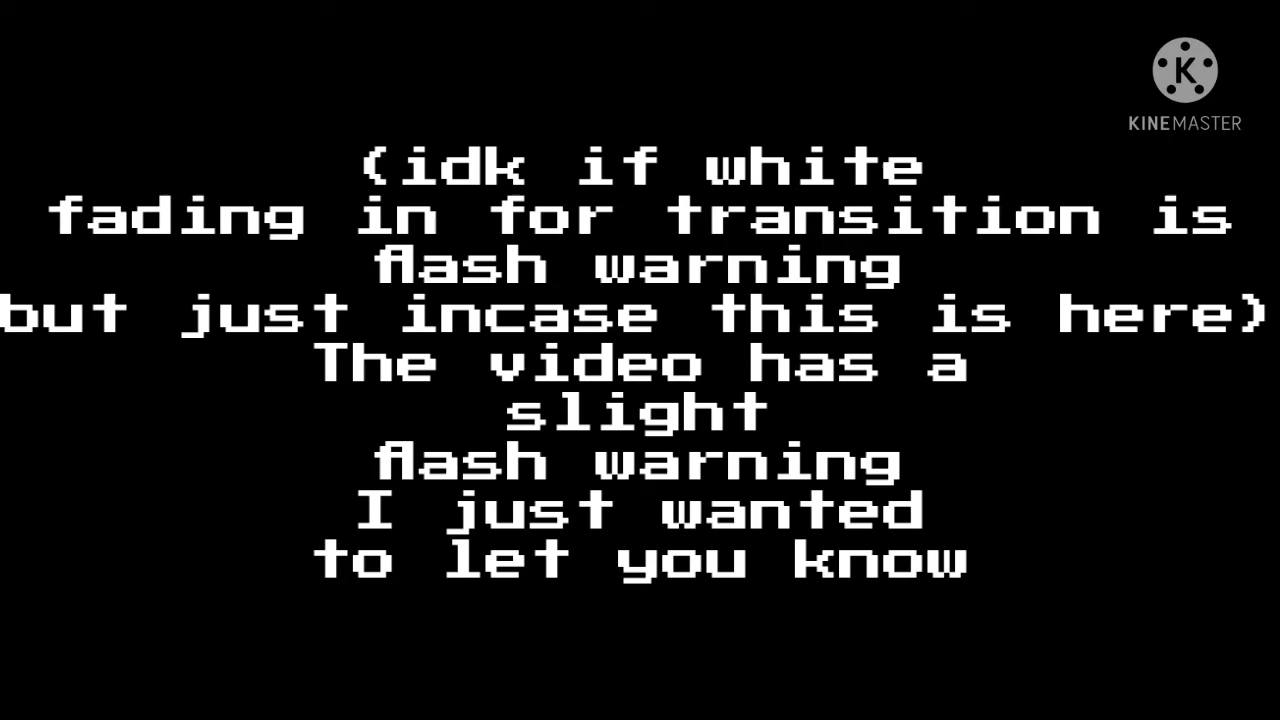 K
KINEMASTER
(idk if white
fading in for transition is
flash warning
but just incase this is here)
The video has a
slight
flash warning
I just wanted
to let you know